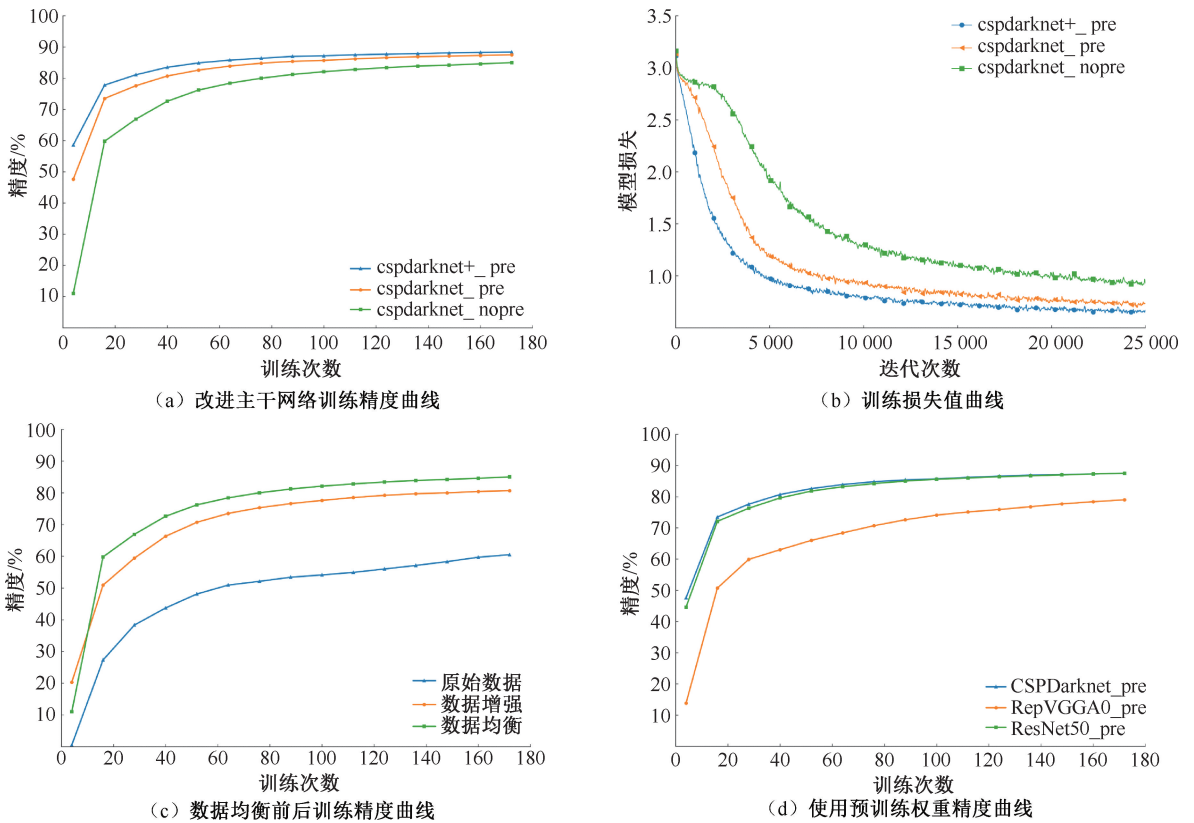 100
90
80
70
60
50
40
30
20
10
精度/%
cspdarknet+_ pre
cspdarknet_ pre
cspdarknet_ nopre
0 20 40 60 80 100 120 140 160 180
训练次数
(a) 改进主干网络训练精度曲线
3.5
3.0
2.5
2.0
1.5
1.0
模型损失
cspdarknet+_ pre
cspdarknet_ pre
cspdarknet_ nopre
0 5 000 10 000 15 000 20 000 25 000
迭代次数
(b) 训练损失值曲线
100
90
80
70
60
50
40
30
20
10
精度/%
原始数据
数据增强
数据均衡
0 20 40 60 80 100 120 140 160 180
训练次数
(c) 数据均衡前后训练精度曲线
100
90
80
70
60
50
40
30
20
10
精度/%
CSPDarknet_pre
RepVGGA0_pre
ResNet50_pre
0 20 40 60 80 100 120 140 160 180
训练次数
(d) 使用预训练权重精度曲线